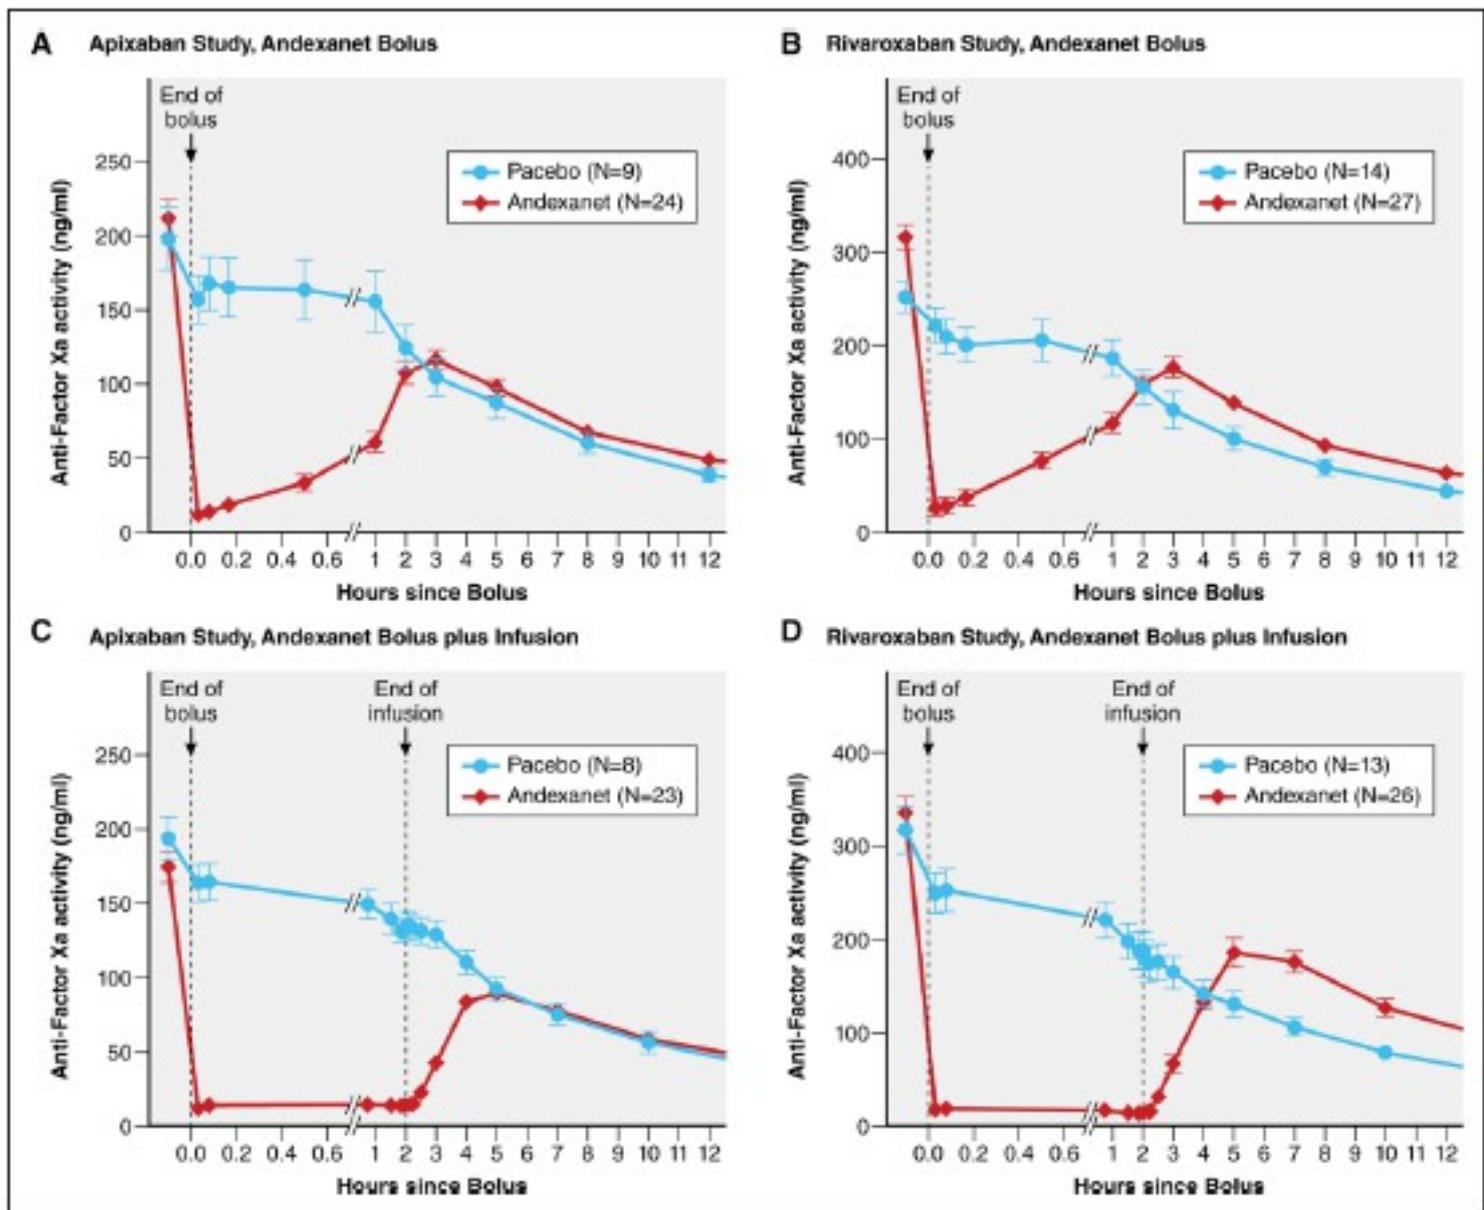 A Apixaban Study, Andexanet Bolus
End of
bolus
Anti-Factor Xa activity (ng/ml)
250
200
150
100
50
0
Pacebo (N=9)
Andexanet (N=24)
0.0 0.2 0.4 0.6 1 2 3 4 5 6 7 8 9 10 11 12
Hours since Bolus
B Rivaroxaban Study, Andexanet Bolus
End of
bolus
Anti-Factor Xa activity (ng/ml)
400
300
200
100
0
Pacebo (N=14)
Andexanet (N=27)
0.0 0.2 0.4 0.6 1 2 3 4 5 6 7 8 9 10 11 12
Hours since Bolus
C Apixaban Study, Andexanet Bolus plus Infusion
End of
bolus
End of
infusion
Anti-Factor Xa activity (ng/ml)
250
200
150
100
50
0
Pacebo (N=8)
Andexanet (N=23)
0.0 0.2 0.4 0.6 1 2 3 4 5 6 7 8 9 10 11 12
Hours since Bolus
D Rivaroxaban Study, Andexanet Bolus plus Infusion
End of
bolus
End of
infusion
Anti-Factor Xa activity (ng/ml)
400
300
200
100
0
Pacebo (N=13)
Andexanet (N=26)
0.0 0.2 0.4 0.6 1 2 3 4 5 6 7 8 9 10 11 12
Hours since Bolus